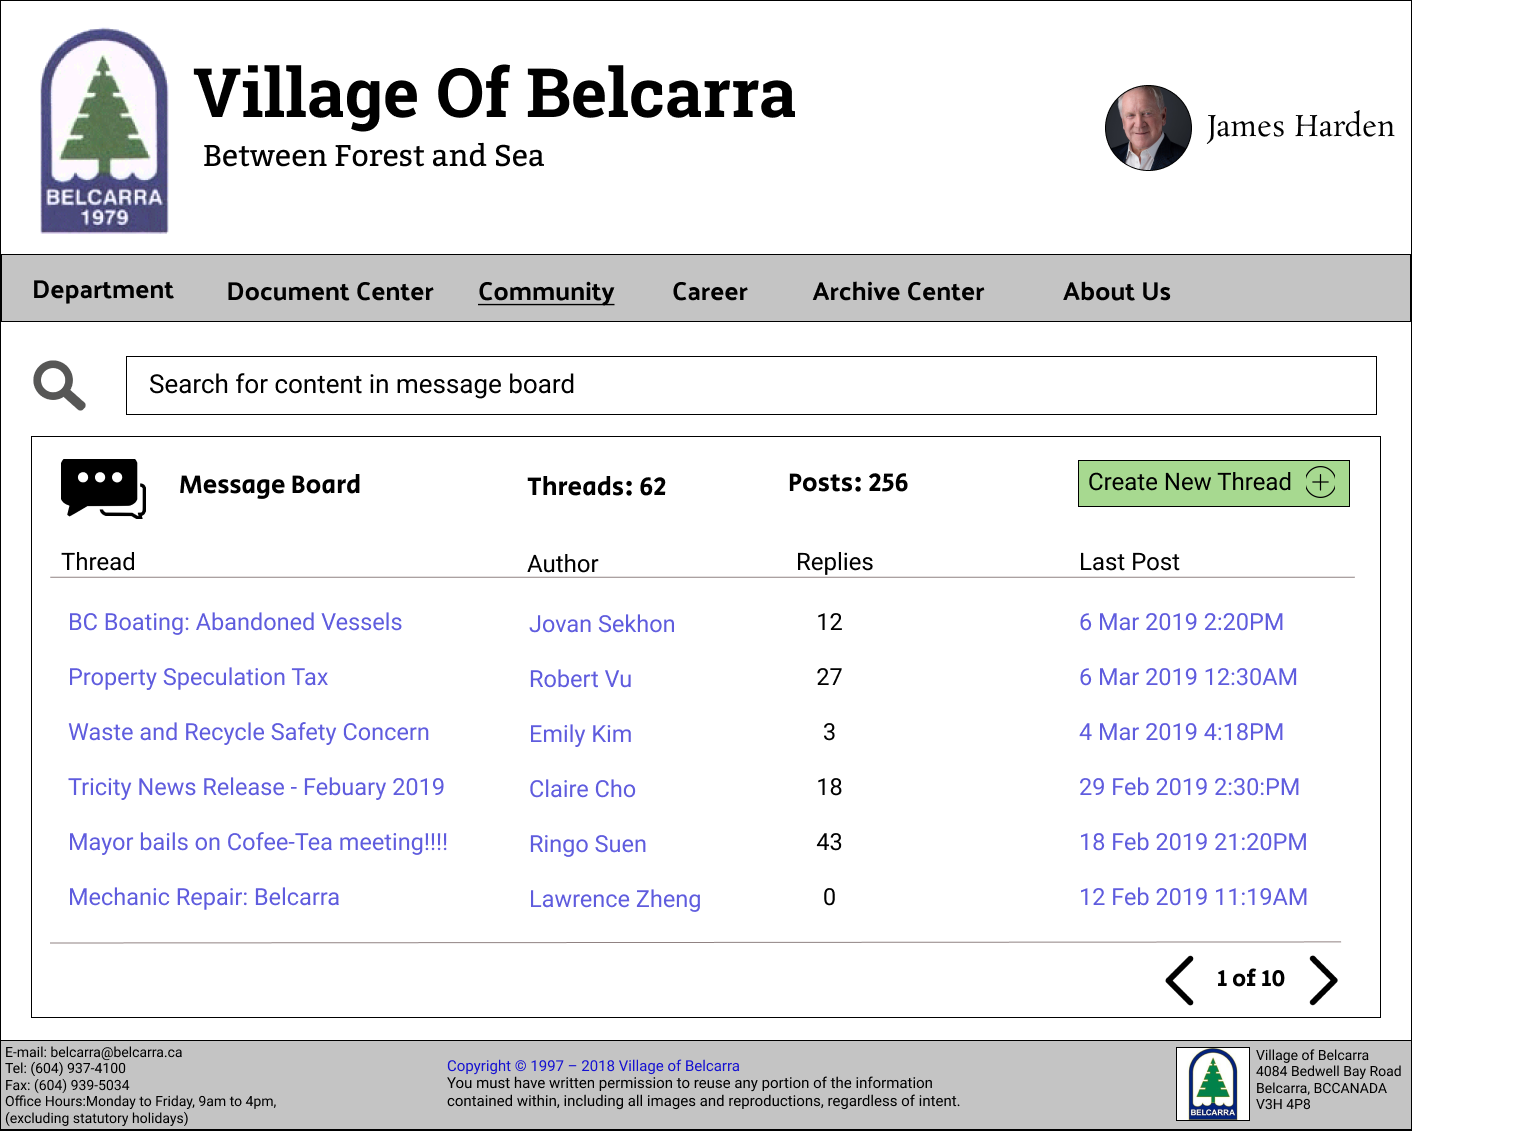 Village Of Belcarra
Between Forest and Sea
BELCARRA
1979
James Harden
Department Document Center Community Career Archive Center About Us
Search for content in message board
Message Board Threads: 62 Posts: 256 Create New Thread
Thread Author Replies Last Post
BC Boating: Abandoned Vessels Jovan Sekhon 12 6 Mar 2019 2:20PM
Property Speculation Tax Robert Vu 27 6 Mar 2019 12:30AM
Waste and Recycle Safety Concern Emily Kim 3 4 Mar 2019 4:18PM
Tricity News Release - Febuary 2019 Claire Cho 18 29 Feb 2019 2:30:PM
Mayor bails on Cofee-Tea meeting!!!! Ringo Suen 43 18 Feb 2019 21:20PM
Mechanic Repair: Belcarra Lawrence Zheng 0 12 Feb 2019 11:19AM
1 of 10
E-mail: belcarra@belcarra.ca
Tel: (604) 937-4100
Fax: (604) 939-5034
Office Hours:Monday to Friday, 9am to 4pm,
(excluding statutory holidays)
Copyright © 1997 – 2018 Village of Belcarra
You must have written permission to reuse any portion of the information
contained within, including all images and reproductions, regardless of intent.
BELCARRA
Village of Belcarra
4084 Bedwell Bay Road
Belcarra, BCCANADA
V3H 4P8